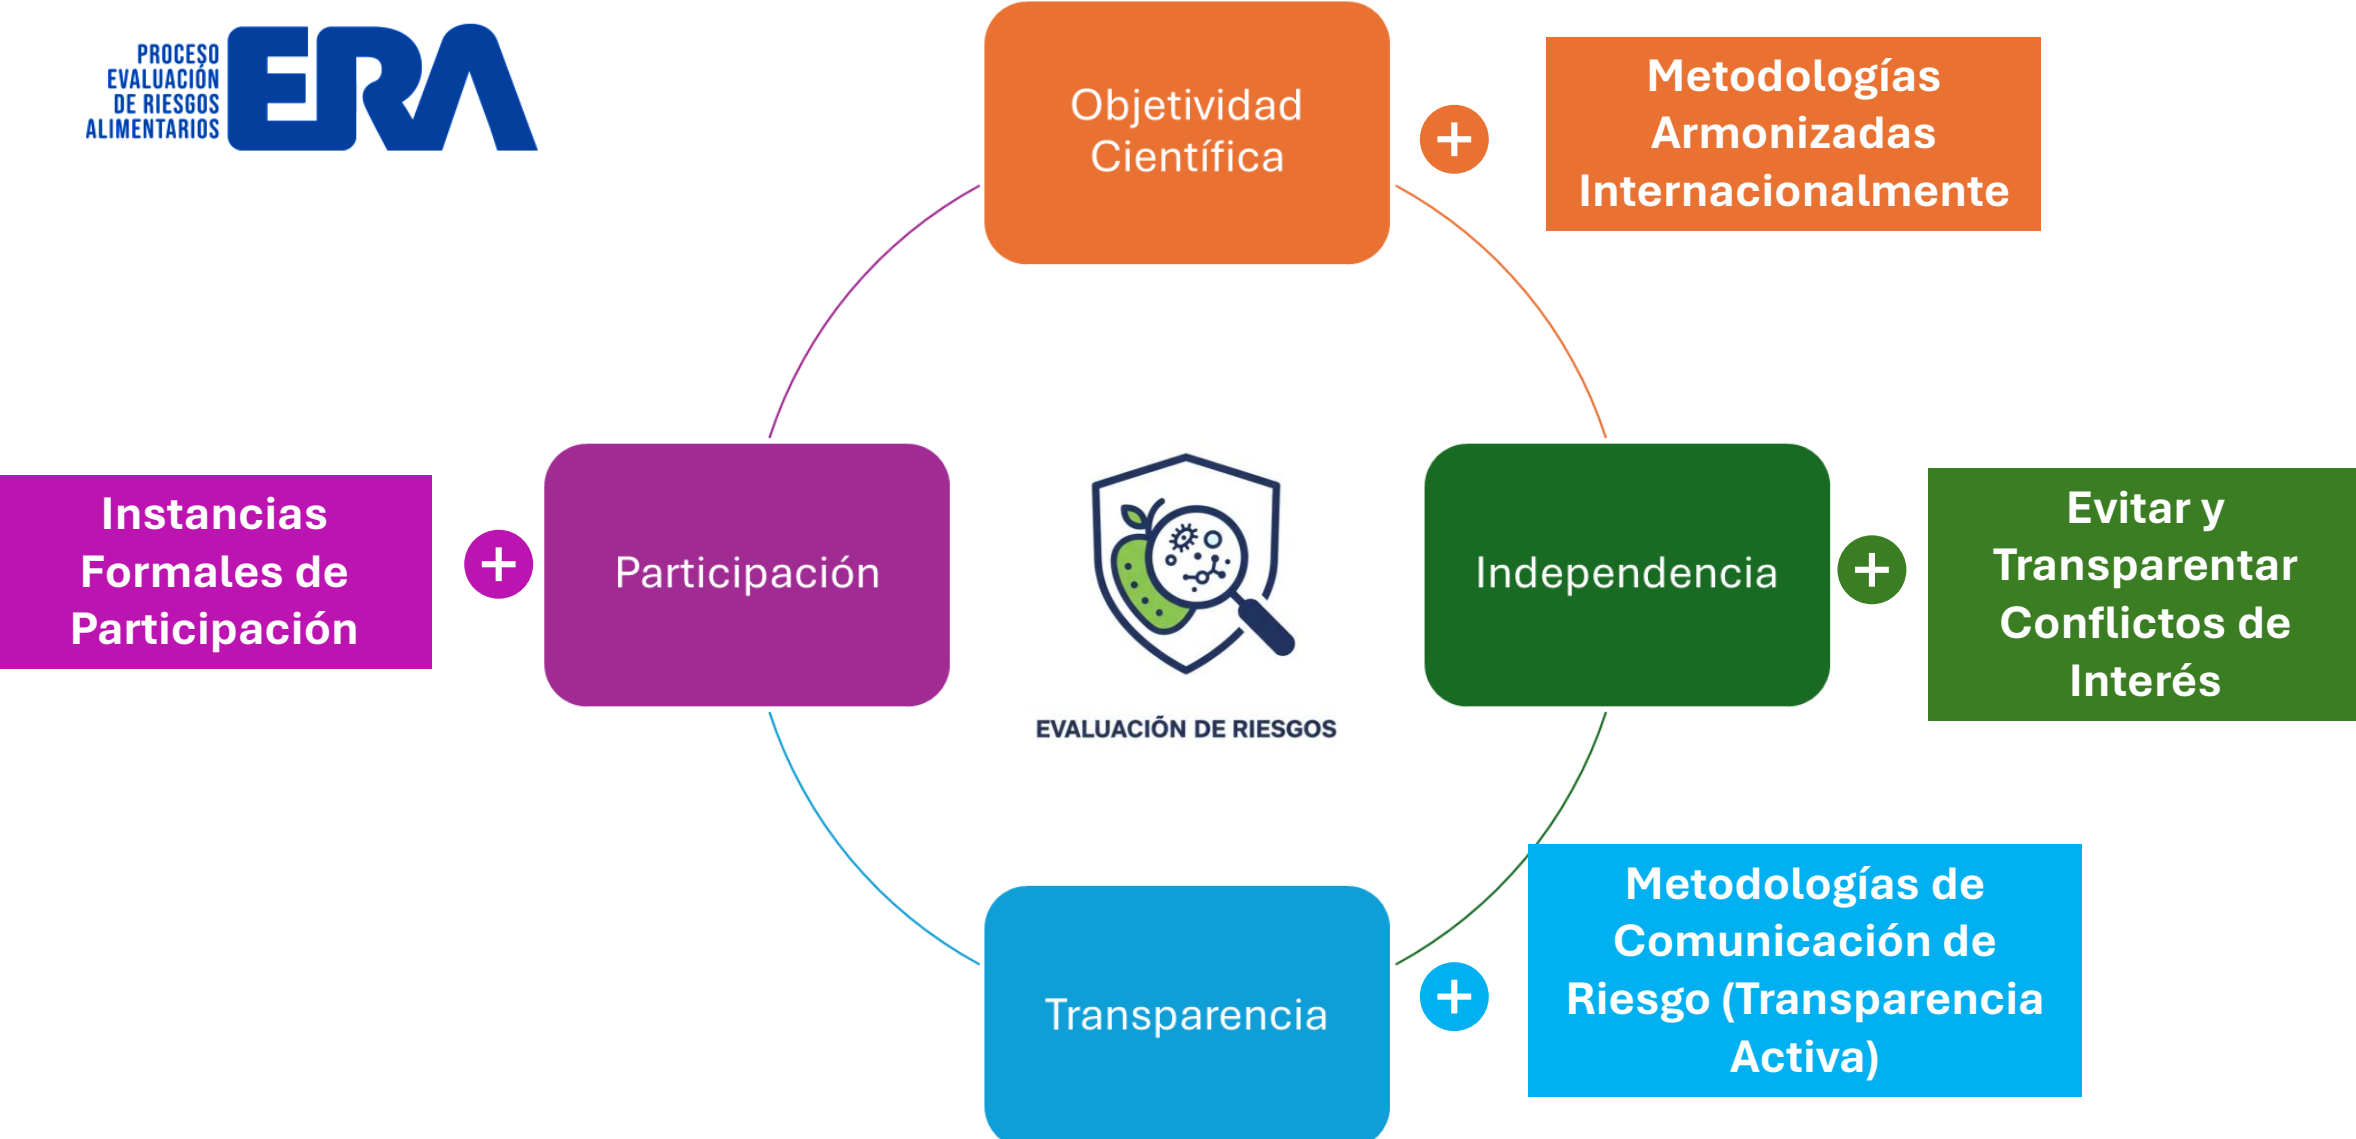 PROCESO
EVALUACIÓN
DE RIESGOS
ALIMENTARIOS
ERA
Objetividad
Científica
+
Metodologías
Armonizadas
Internacionalmente
Instancias
Formales de
Participación
+
Participación
Independencia
+
Evitar y
Transparentar
Conflictos de
Interés
EVALUACIÓN DE RIESGOS
Transparencia
+
Metodologías de
Comunicación de
Riesgo (Transparencia
Activa)